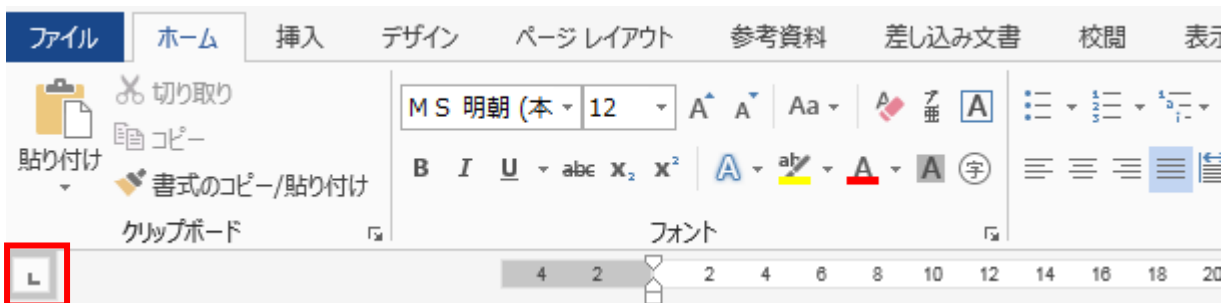 ファイル ホーム 挿入 デザイン ページ レイアウト 参考資料 差し込み文書 校閲 表示
切り取り
コピー
貼り付け
書式のコピー/貼り付け
クリップボード
ＭＳ 明朝 (本 12 A A Aa ア亜 A
B I U abc X₂ X² A ab A A 字
フォント
4 2 2 4 6 8 10 12 14 16 18 20